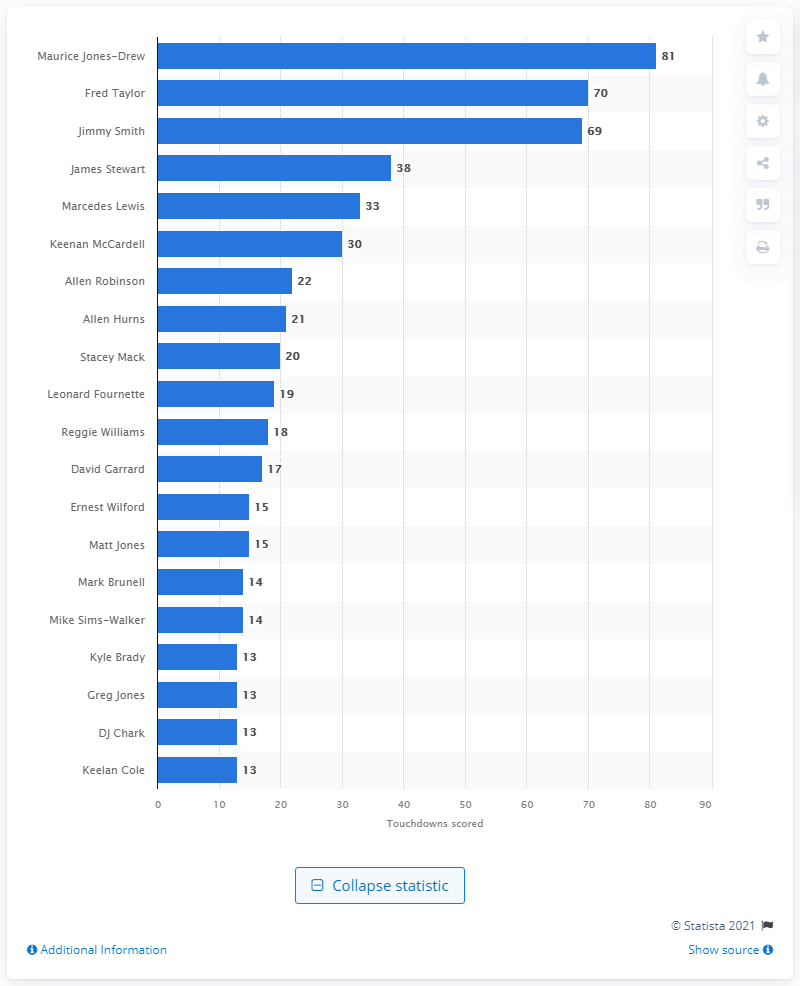 Maurice Jones-Drew 81
Fred Taylor 70
Jimmy Smith 69
James Stewart 38
Marcedes Lewis 33
Keenan McCardell 30
Allen Robinson 22
Allen Hurns 21
Stacey Mack 20
Leonard Fournette 19
Reggie Williams 18
David Garrard 17
Ernest Wilford 15
Matt Jones 15
Mark Brunell 14
Mike Sims-Walker 14
Kyle Brady 13
Greg Jones 13
DJ Chark 13
Keelan Cole 13
0 10 20 30 40 50 60 70 80 90
Touchdowns scored
Collapse statistic
© Statista 2021
Additional Information Show source